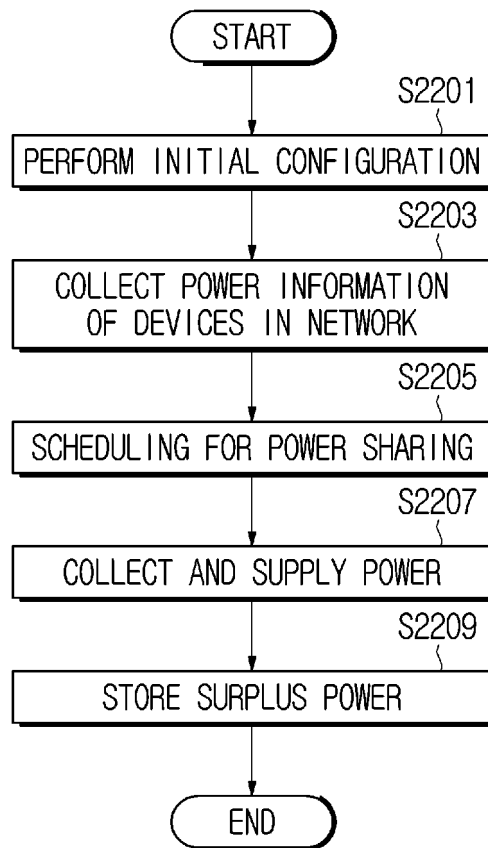 START
S2201
PERFORM INITIAL CONFIGURATION
S2203
COLLECT POWER INFORMATION
OF DEVICES IN NETWORK
S2205
SCHEDULING FOR POWER SHARING
S2207
COLLECT AND SUPPLY POWER
S2209
STORE SURPLUS POWER
END